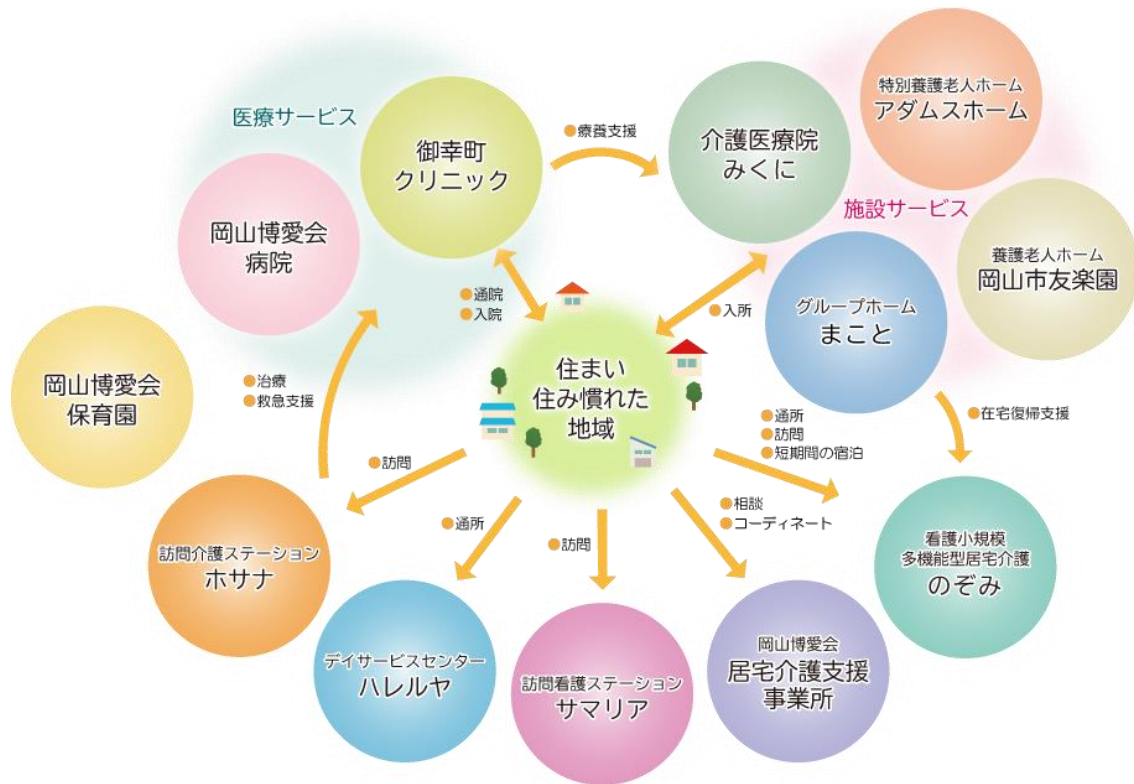 医療サービス
御幸町
クリニック
岡山博愛会
病院
●療養支援
介護医療院
みくに
特別養護老人ホーム
アダムスホーム
施設サービス
養護老人ホーム
岡山市友楽園
グループホーム
まこと
●通院
●入院
●入所
岡山博愛会
保育園
●治療
●救急支援
住まい
住み慣れた
地域
●通所
●訪問
●短期間の宿泊
●在宅復帰支援
●訪問
●通所
●訪問
●相談
●コーディネート
訪問介護ステーション
ホサナ
デイサービスセンター
ハレルヤ
訪問看護ステーション
サマリア
岡山博愛会
居宅介護支援
事業所
看護小規模
多機能型居宅介護
のぞみ